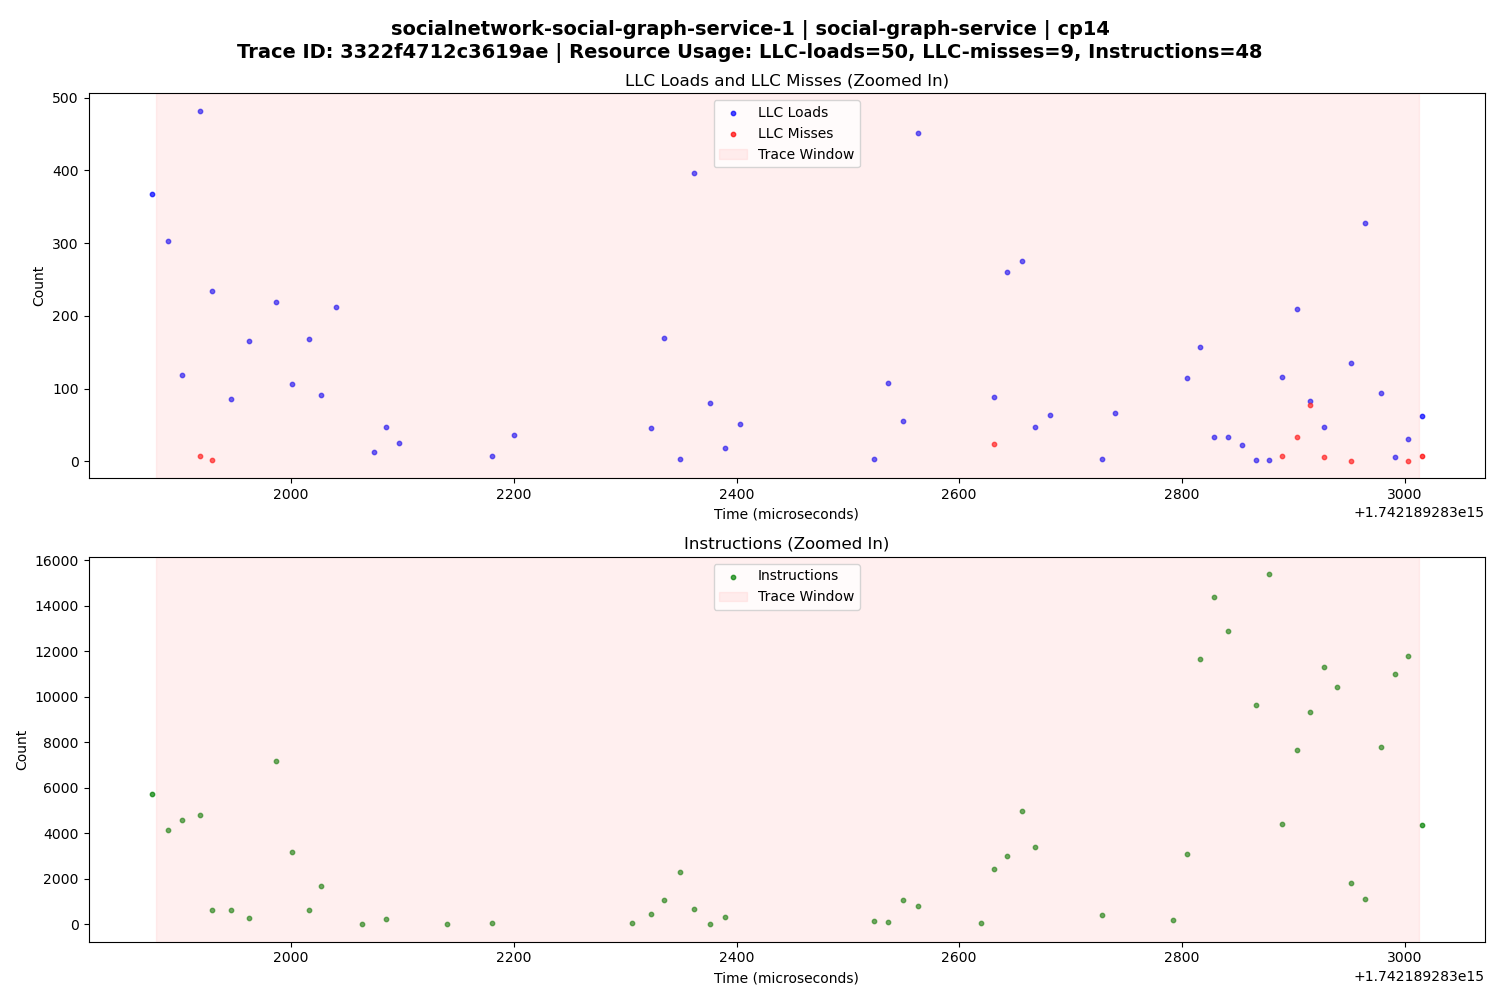 socialnetwork-social-graph-service-1 | social-graph-service | cp14
Trace ID: 3322f4712c3619ae | Resource Usage: LLC-loads=50, LLC-misses=9, Instructions=48
LLC Loads and LLC Misses (Zoomed In)
500
400
300
200
100
0
Count
LLC Loads
LLC Misses
Trace Window
2000 2200 2400 2600 2800 3000
Time (microseconds)
+1.742189283e15
Instructions (Zoomed In)
16000
14000
12000
10000
8000
6000
4000
2000
0
Count
Instructions
Trace Window
2000 2200 2400 2600 2800 3000
Time (microseconds)
+1.742189283e15